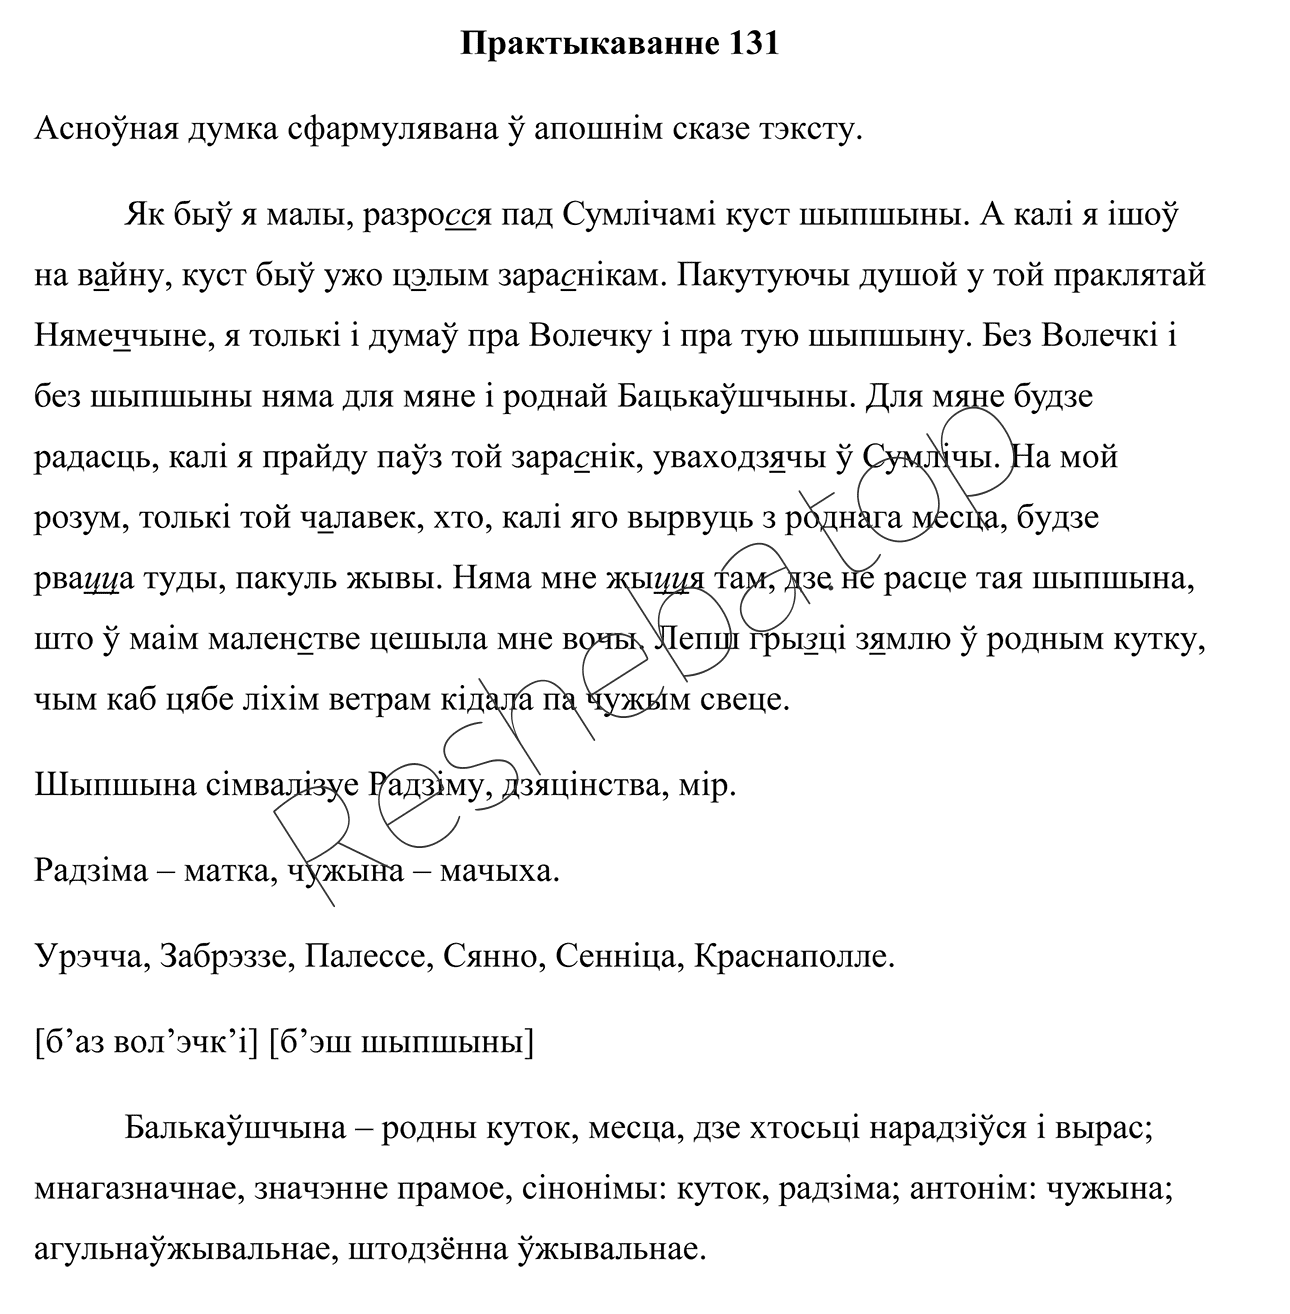 Практыкаванне 131
Асноўная думка сфармулявана ў апошнім сказе тэксту.
Як быў я малы, разросся пад Сумлічамі куст шыпшыны. А калі я ішоў
на вайну, куст быў ужо цэлым зараснікам. Пакутуючы душой у той праклятай
Нямеччыне, я толькі і думаў пра Волечку і пра тую шыпшыну. Без Волечкі і
без шыпшыны няма для мяне і роднай Бацькаўшчыны. Для мяне будзе
радасць, калі я прайду паўз той зараснік, уваходзячы ў Сумлічы. На мой
розум, толькі той чалавек, хто, калі яго вырвуць з роднага месца, будзе
рвацца туды, пакуль жывы. Няма мне жыцця там, дзе не расце тая шыпшына,
што ў маім маленстве цешыла мне вочы. Лепш грызці зямлю ў родным кутку,
чым каб цябе ліхім ветрам кідала па чужым свеце.
Шыпшына сімвалізуе Радзіму, дзяцінства, мір.
Радзіма – матка, чужына – мачыха.
Урэчча, Забрэззе, Палессе, Сянно, Сенніца, Краснаполле.
[б’аз вол’эчк’і] [б’эш шыпшыны]
Балькаўшчына – родны куток, месца, дзе хтосьці нарадзіўся і вырас;
мнагазначнае, значэнне прамое, сінонімы: куток, радзіма; антонім: чужына;
агульнаўжывальнае, штодзённа ўжывальнае.
Resheba.top